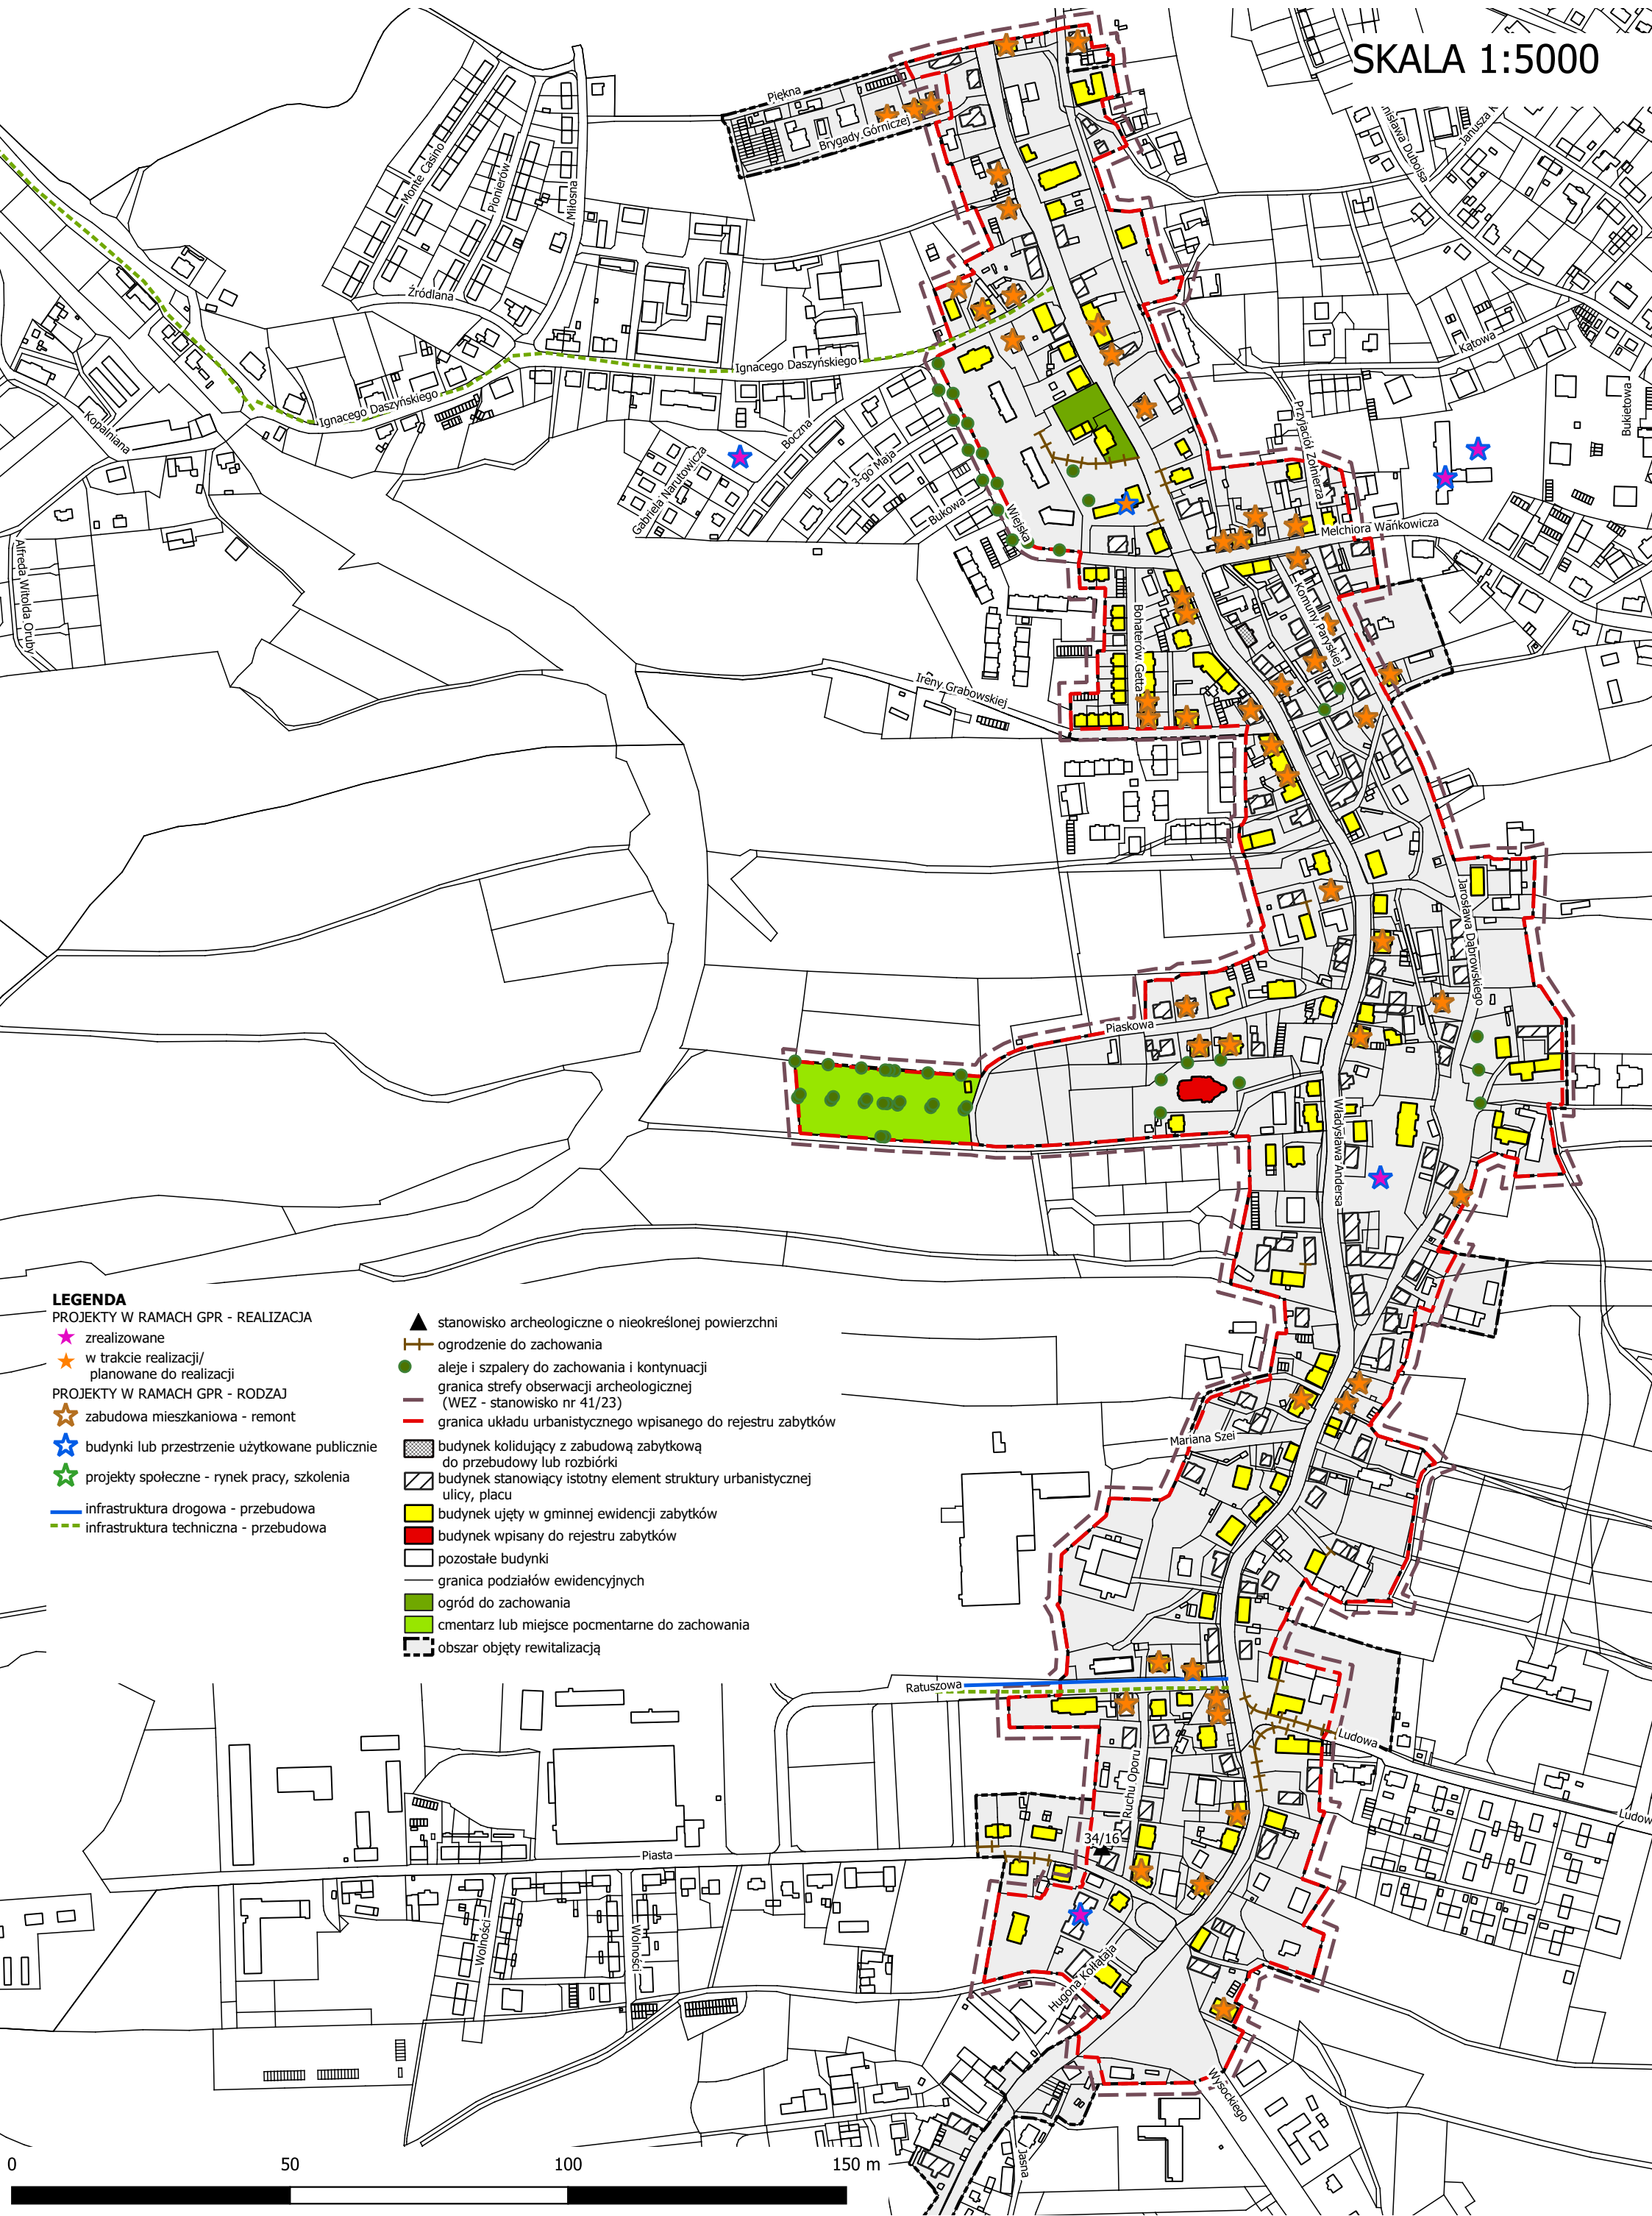 SKALA 1:5000
Piękna
Brygady Górniczej
Monte Casino
Pionierów
Miłosna
Janusza K
nisława Duboisa
Źródlana
Ignacego Daszyńskiego
Ignacego Daszyńskiego
Kątowa
Kopalniana
Boczna
3-go Maja
Gabriela Narutowicza
Bukowa
Wiejska
Przyjaciół Żołnierza
Bukietowa
Melchiora Wańkowicza
Alfreda Witolda Oruby
Komuny Paryskiej
Bohaterów Getta
Ireny Grabowskiej
Jarosława Dąbrowskiego
Piaskowa
Władysława Andersa
LEGENDA
PROJEKTY W RAMACH GPR - REALIZACJA
zrealizowane
w trakcie realizacji/
planowane do realizacji
PROJEKTY W RAMACH GPR - RODZAJ
zabudowa mieszkaniowa - remont
budynki lub przestrzenie użytkowane publicznie
projekty społeczne - rynek pracy, szkolenia
infrastruktura drogowa - przebudowa
infrastruktura techniczna - przebudowa
stanowisko archeologiczne o nieokreślonej powierzchni
ogrodzenie do zachowania
aleje i szpalery do zachowania i kontynuacji
granica strefy obserwacji archeologicznej
(WEZ - stanowisko nr 41/23)
granica układu urbanistycznego wpisanego do rejestru zabytków
budynek kolidujący z zabudową zabytkową
do przebudowy lub rozbiórki
budynek stanowiący istotny element struktury urbanistycznej
ulicy, placu
budynek ujęty w gminnej ewidencji zabytków
budynek wpisany do rejestru zabytków
pozostałe budynki
granica podziałów ewidencyjnych
ogród do zachowania
cmentarz lub miejsce pocmentarne do zachowania
obszar objęty rewitalizacją
Mariana Szei
Ratuszowa
Ludowa
Ludow
Ruchu Oporu
34/16
Piasta
Wolności
Wolności
Hugona Kołłątaja
Wysockiego
Jasna
0 50 100 150 m